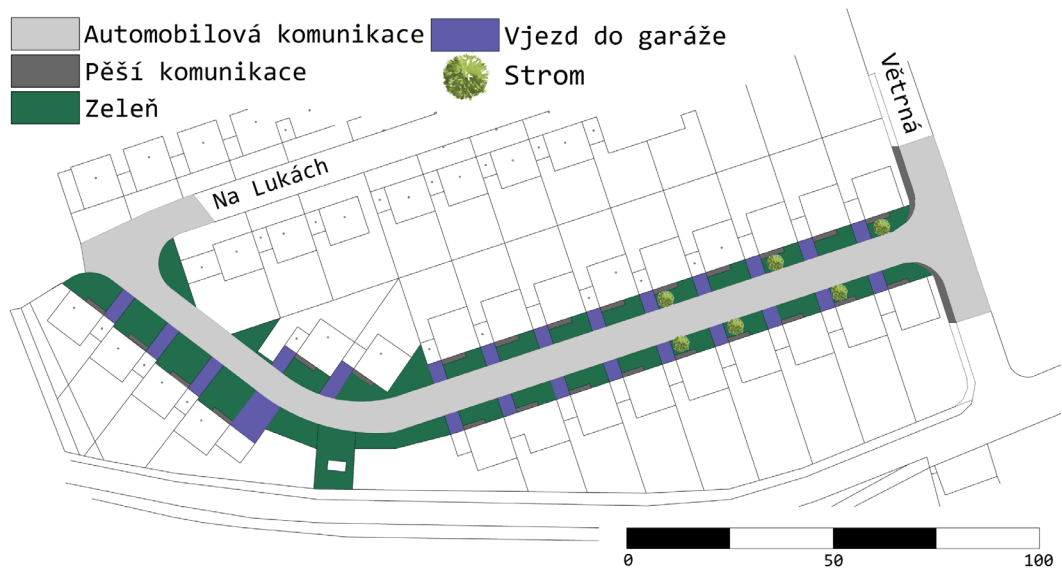 Automobilová komunikace
Pěší komunikace
Zeleň
Vjezd do garáže
Strom
Větrná
Na Lukách
0 50 100